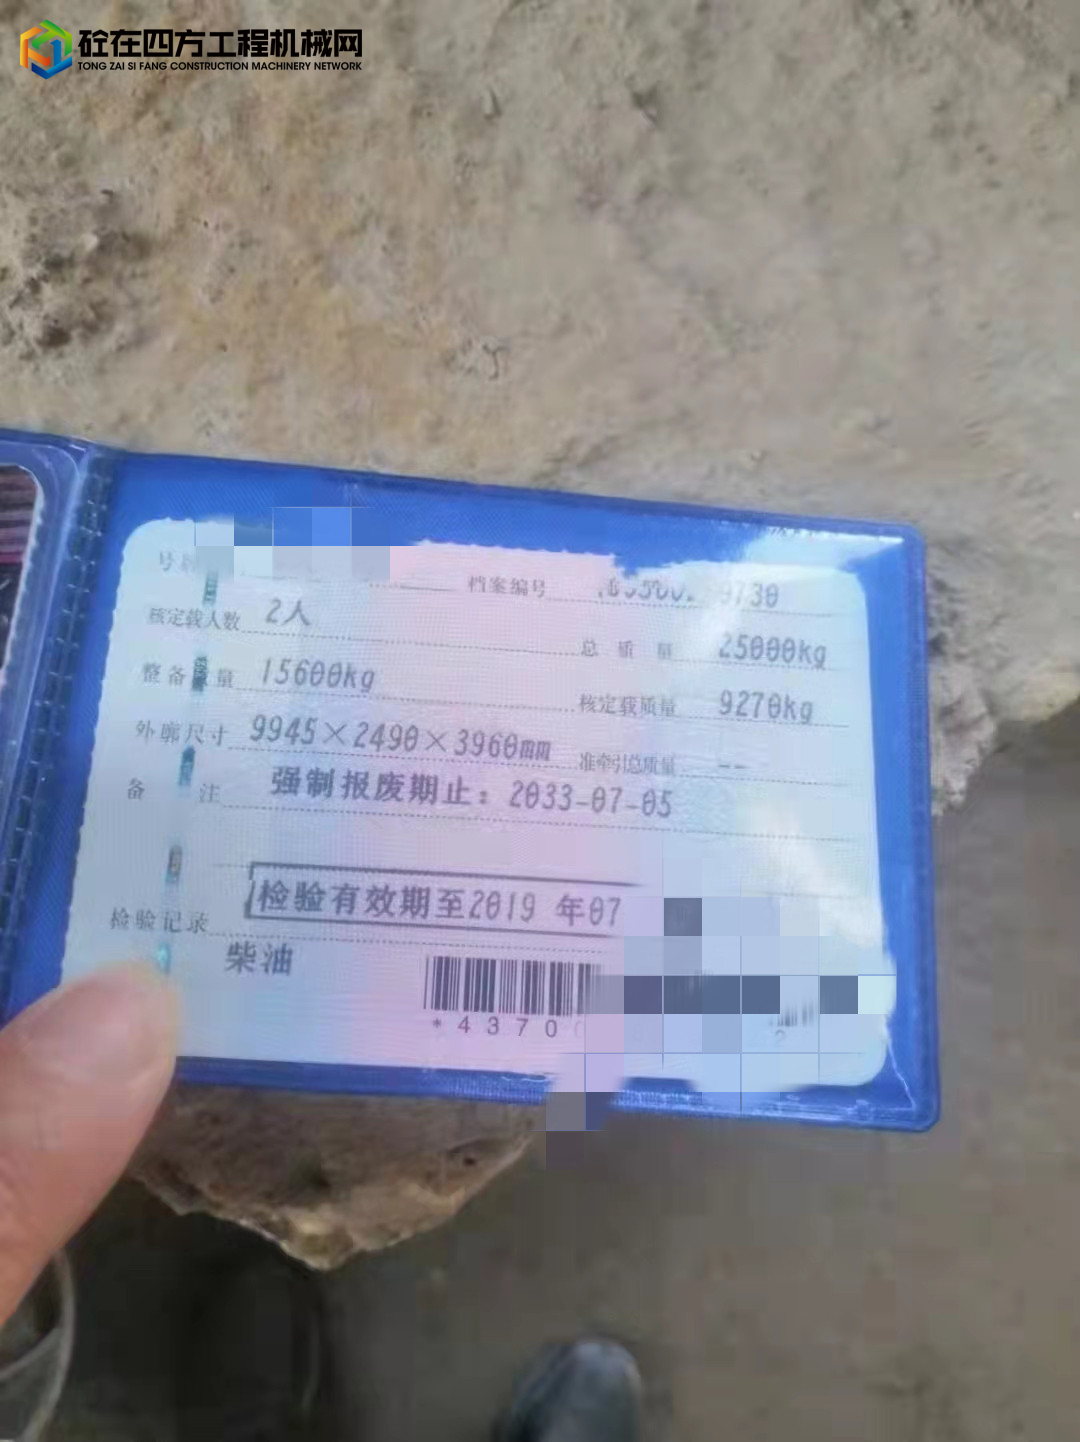 砼在四方工程机械网
TONG ZAI SI FANG CONSTRUCTION MACHINERY NETWORK
号牌
档案编号 9730
核定载人数 2人
总质量 25000kg
整备质量 15600kg
核定载质量 9270kg
外廓尺寸 9945×2490×3960mm
准牵引总质量 --
备注 强制报废期止：2033-07-05
检验记录 检验有效期至2019 年07
柴油
*4370